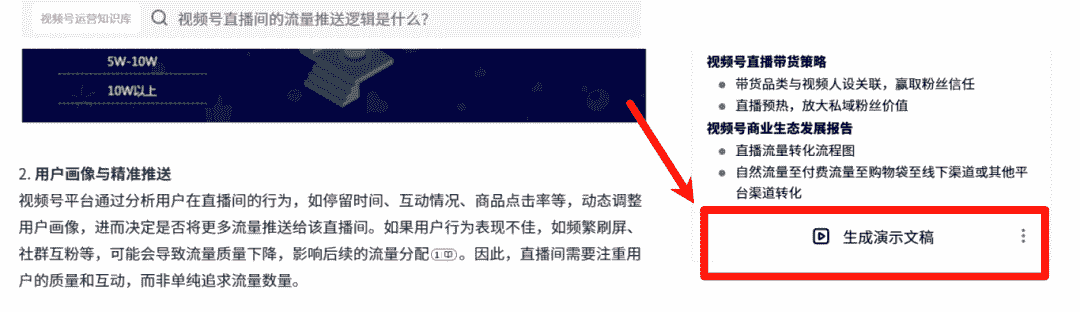 视频号运营知识库
视频号直播间的流量推送逻辑是什么?
5W-10W
10W以上
2. 用户画像与精准推送
视频号平台通过分析用户在直播间的行为，如停留时间、互动情况、商品点击率等，动态调整
用户画像，进而决定是否将更多流量推送给该直播间。如果用户行为表现不佳，如频繁刷屏、
社群互粉等，可能会导致流量质量下降，影响后续的流量分配①。因此，直播间需要注重用
户的质量和互动，而非单纯追求流量数量。
视频号直播带货策略
带货品类与视频人设关联，赢取粉丝信任
直播预热，放大私域粉丝价值
视频号商业生态发展报告
直播流量转化流程图
自然流量至付费流量至购物袋至线下渠道或其他平
台渠道转化
生成演示文稿